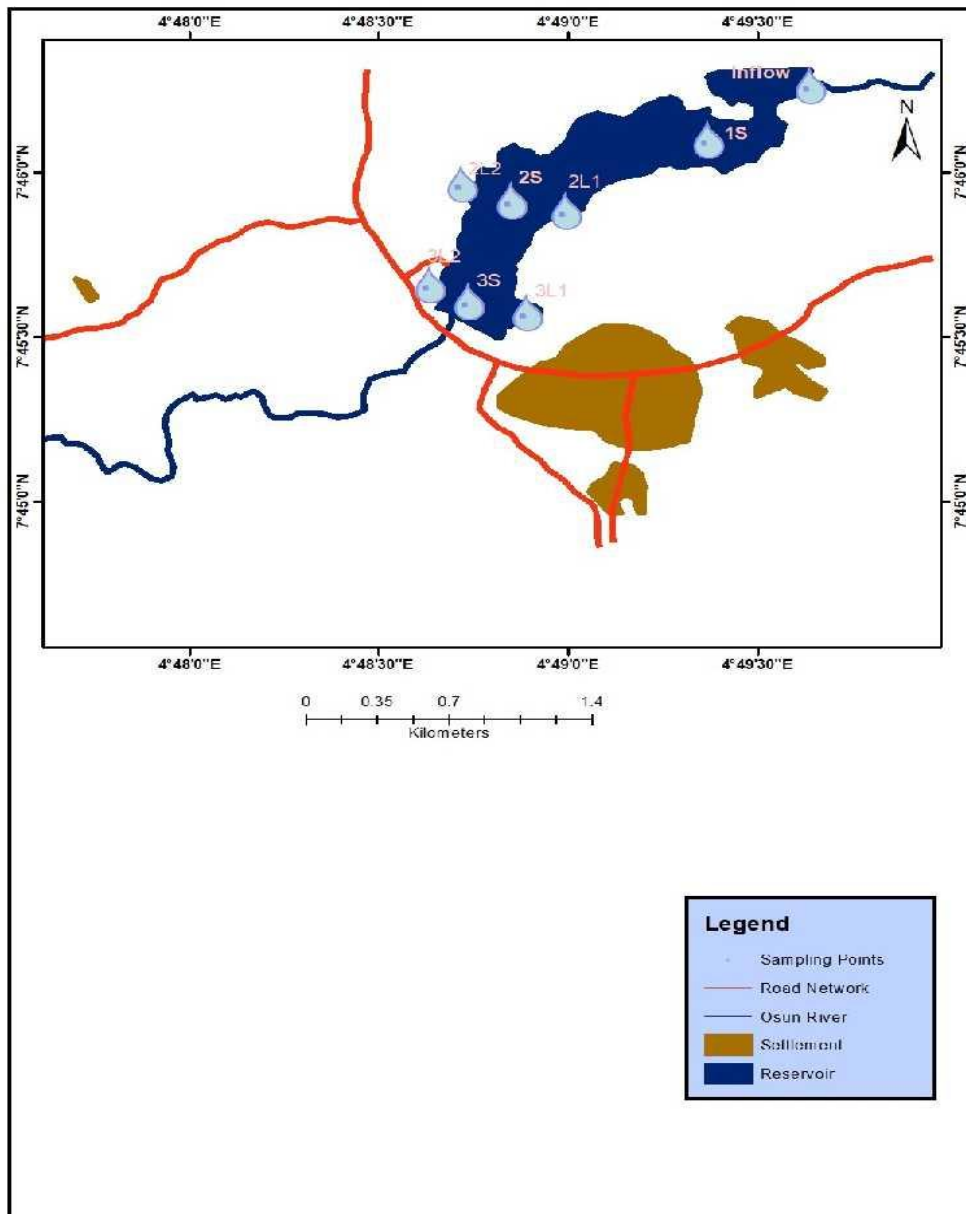 4°48'0"E 4°48'30"E 4°49'0"E 4°49'30"E
Inflow
N
1S
7°46'0"N 7°46'0"N
2L2 2S 2L1
3L2
3S 3L1
7°45'30"N 7°45'30"N
7°45'0"N 7°45'0"N
4°48'0"E 4°48'30"E 4°49'0"E 4°49'30"E
0 0.35 0.7 1.4
Kilometers
Legend
Sampling Points
Road Network
Osun River
Settlement
Reservoir